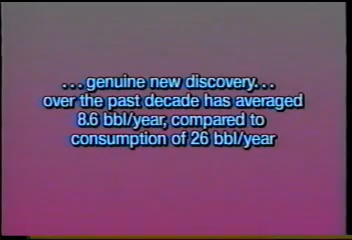 ...genuine new discovery...
over the past decade has averaged
8.6 bbl/year, compared to
consumption of 26 bbl/year